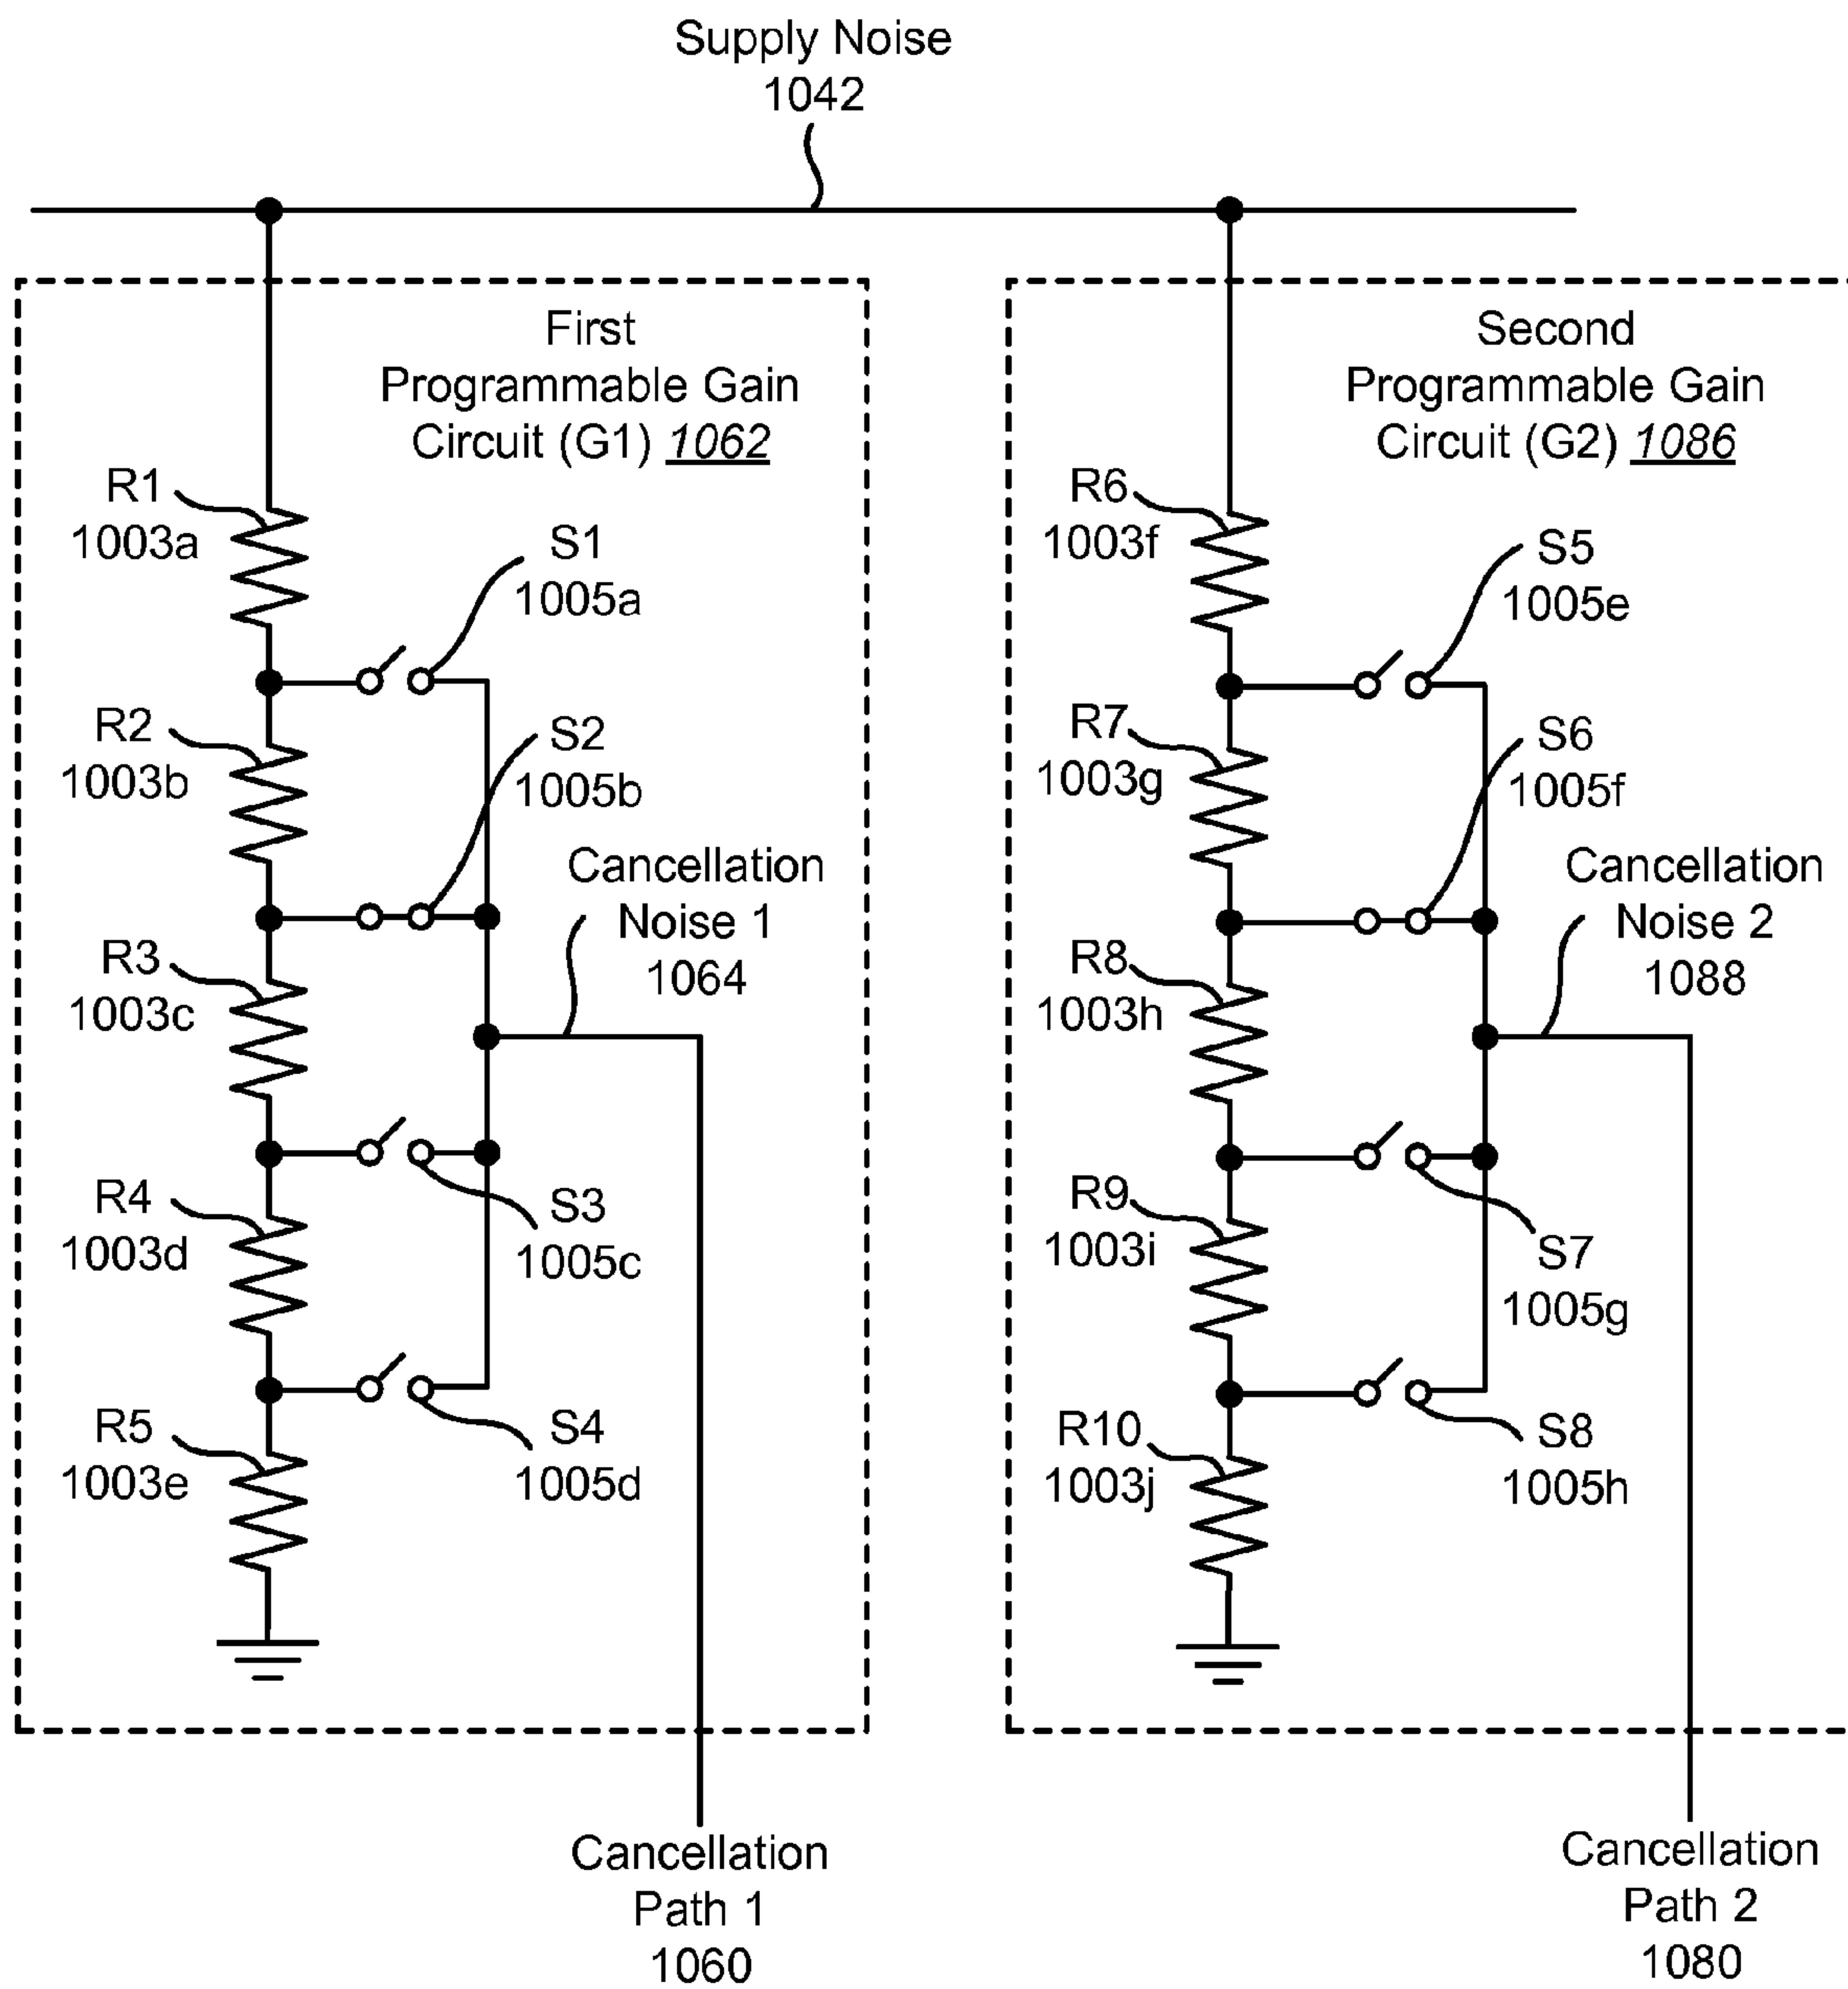 Supply Noise
1042
First
Programmable Gain
Circuit (G1) 1062
R1
1003a
S1
1005a
R2
1003b
S2
1005b
Cancellation
Noise 1
1064
R3
1003c
R4
1003d
S3
1005c
R5
1003e
S4
1005d
Cancellation
Path 1
1060
Second
Programmable Gain
Circuit (G2) 1086
R6
1003f
S5
1005e
R7
1003g
S6
1005f
Cancellation
Noise 2
1088
R8
1003h
R9
1003i
S7
1005g
R10
1003j
S8
1005h
Cancellation
Path 2
1080